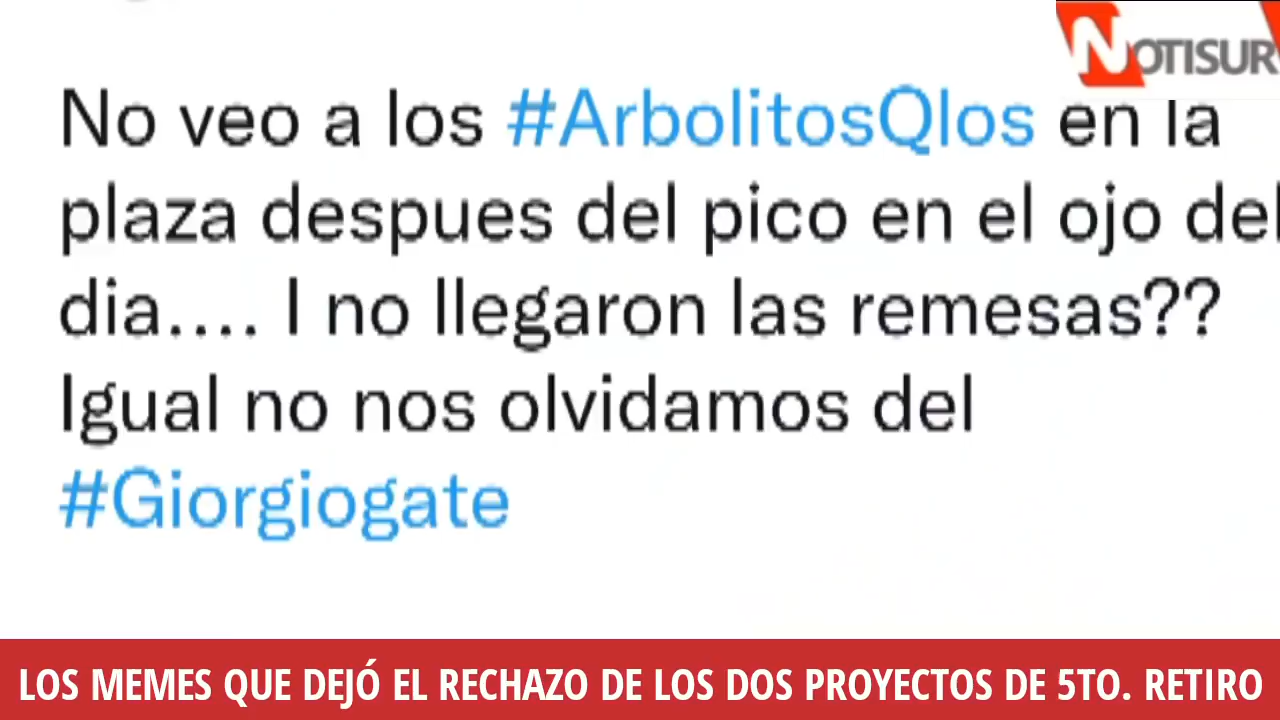 NOTISUR
No veo a los #ArbolitosQlos en la
plaza despues del pico en el ojo del
dia.... I no llegaron las remesas??
Igual no nos olvidamos del
#Giorgiogate
LOS MEMES QUE DEJÓ EL RECHAZO DE LOS DOS PROYECTOS DE 5TO. RETIRO